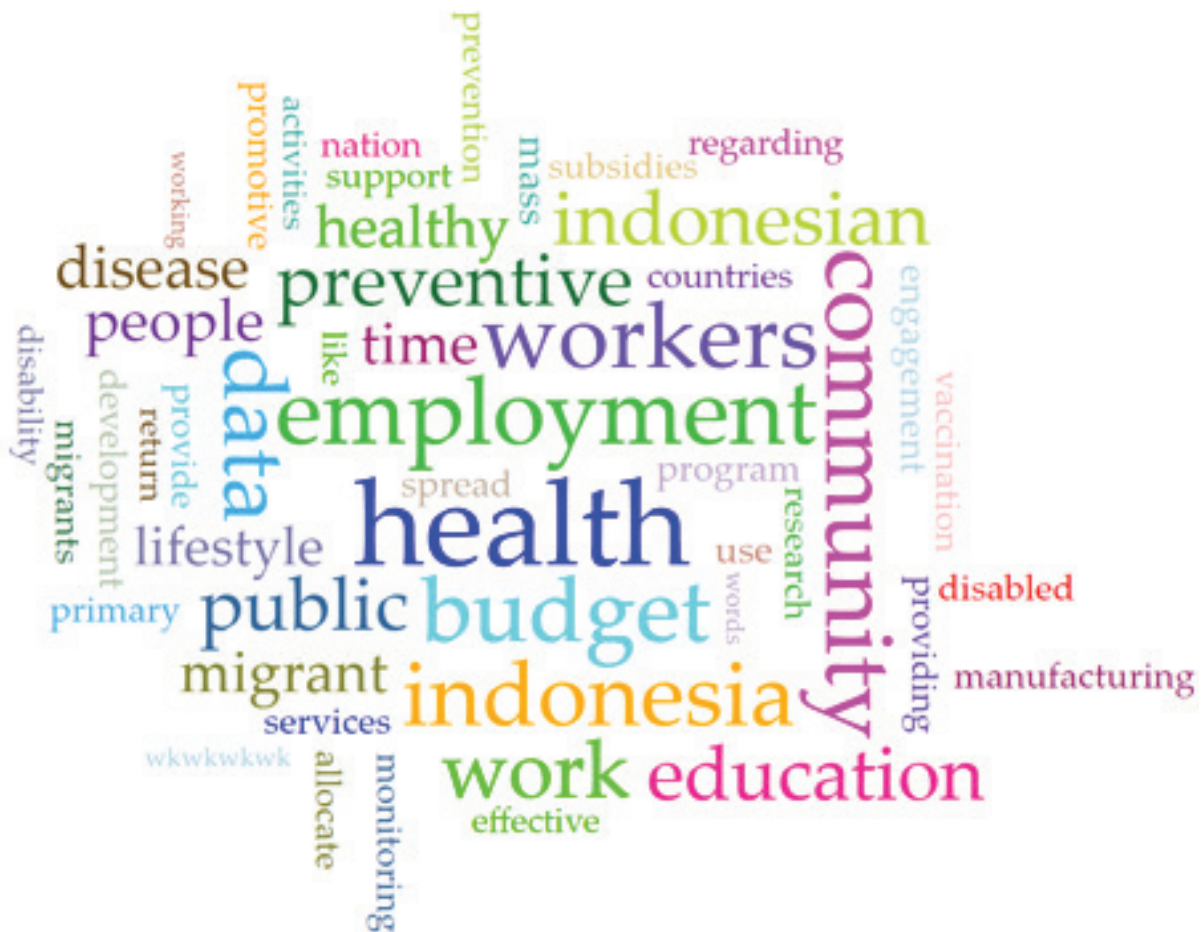 prevention
promotive
activities
nation
mass
regarding
working
support
subsidies
healthy
indonesian
disease
preventive
countries
community
engagement
people
time
workers
disability
like
data
development
provide
employment
vaccination
migrants
return
spread
program
health
research
lifestyle
use
words
primary
public
budget
providing
disabled
migrant
indonesia
manufacturing
services
wkwkwkwk
allocate
monitoring
work
education
effective